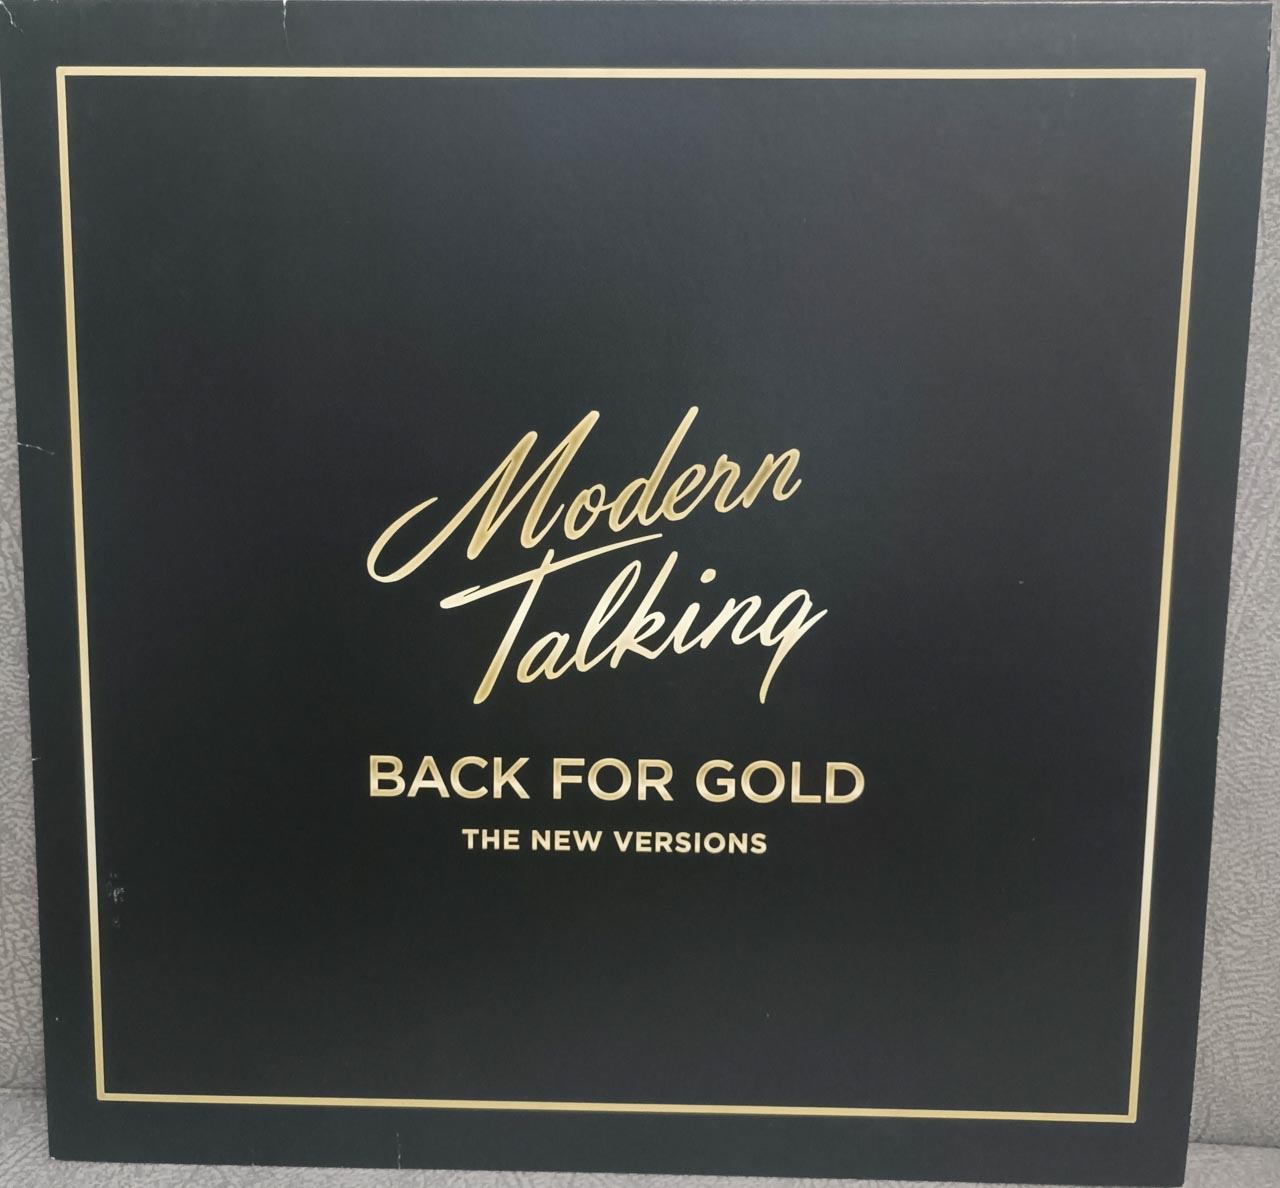 Modern
Talking
BACK FOR GOLD
THE NEW VERSIONS